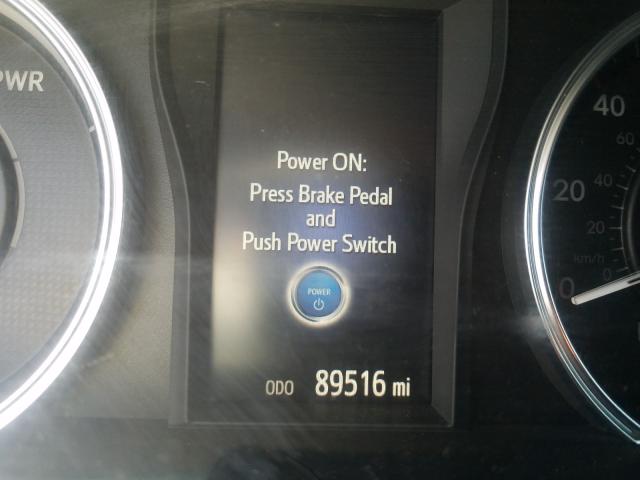 PWR
Power ON:
Press Brake Pedal
and
Push Power Switch
POWER
ODO 89516 mi
40
60
20
40
20
km/h
0
0